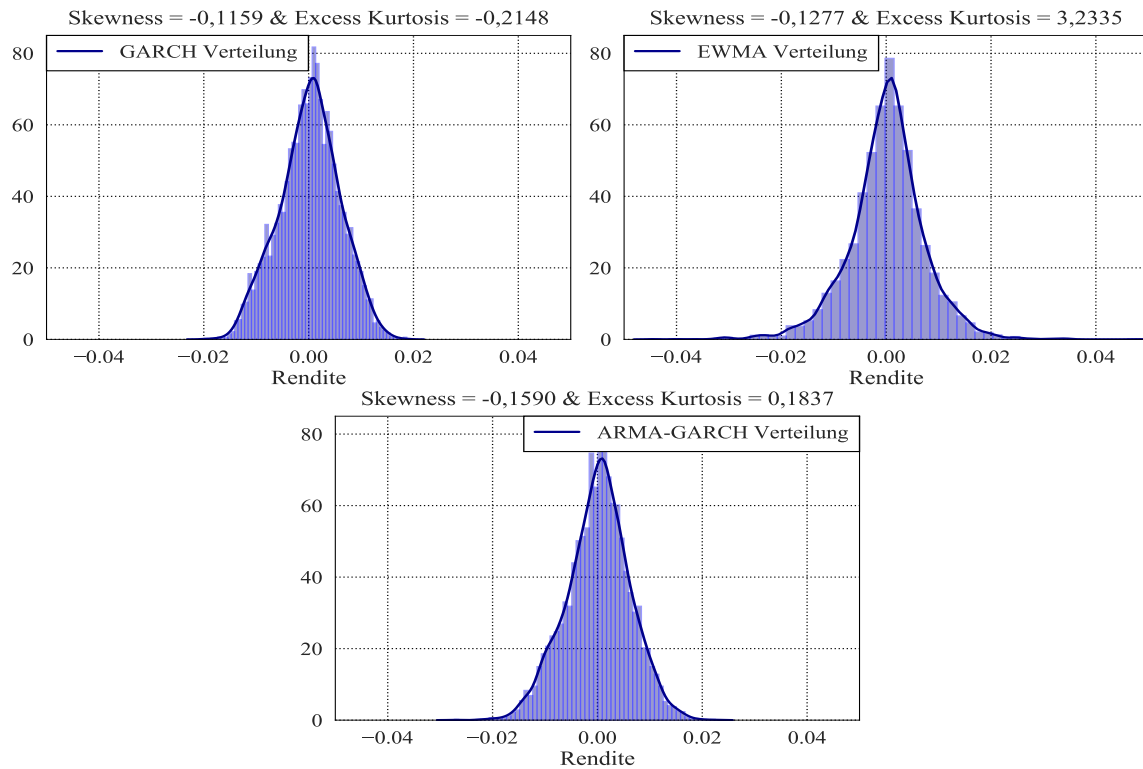 Skewness = -0,1159 & Excess Kurtosis = -0,2148
GARCH Verteilung
80
60
40
20
0
−0.04 −0.02 0.00 0.02 0.04
Rendite
Skewness = -0,1277 & Excess Kurtosis = 3,2335
EWMA Verteilung
80
60
40
20
0
−0.04 −0.02 0.00 0.02 0.04
Rendite
Skewness = -0,1590 & Excess Kurtosis = 0,1837
ARMA-GARCH Verteilung
80
60
40
20
0
−0.04 −0.02 0.00 0.02 0.04
Rendite